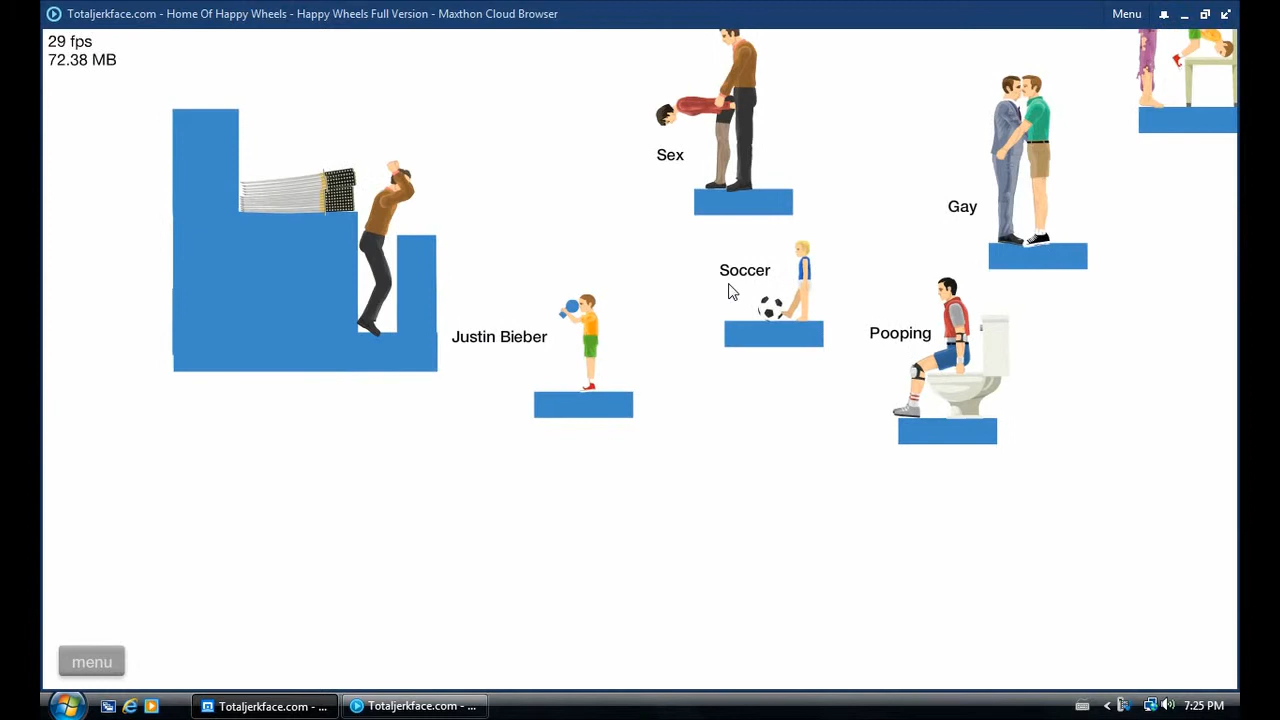 Totaljerkface.com - Home Of Happy Wheels - Happy Wheels Full Version - Maxthon Cloud Browser
Menu
29 fps
72.38 MB
Sex
Gay
Soccer
Justin Bieber
Pooping
menu
Totaljerkface.com - ...
Totaljerkface.com - ...
7:25 PM